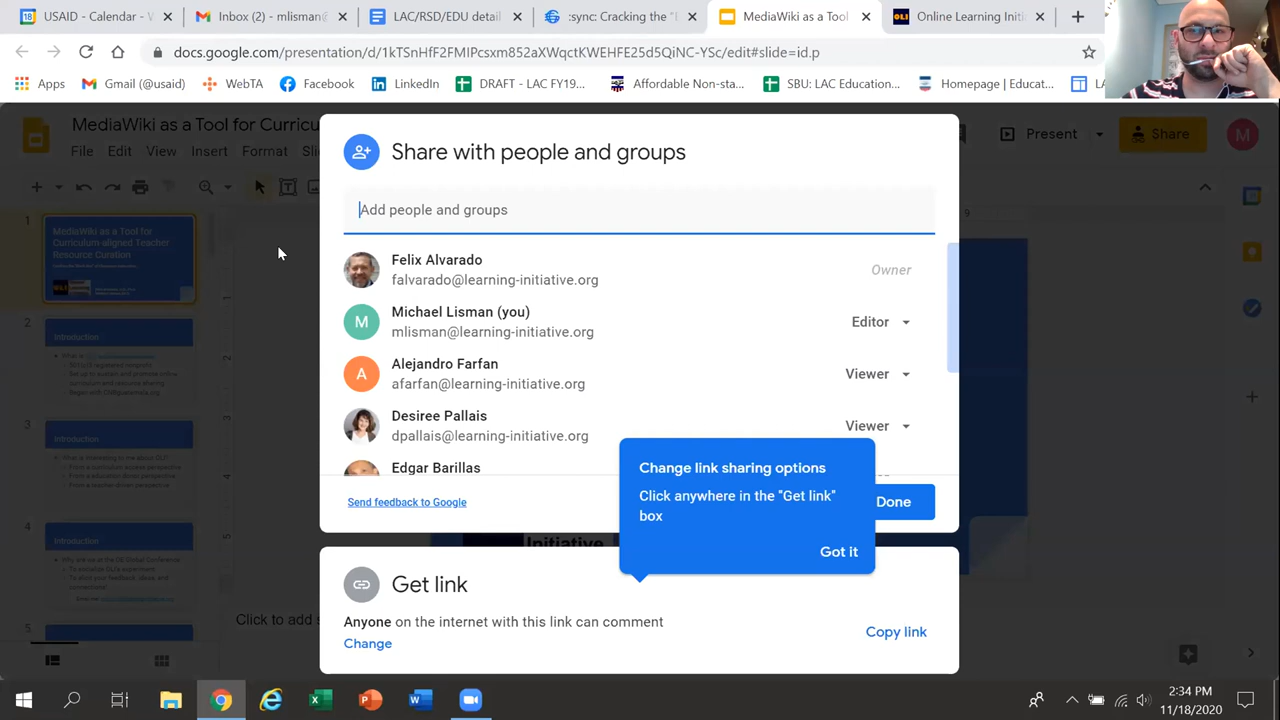 USAID - Calendar - W
Inbox (2) - mlisman@
LAC/RSD/EDU detail
:sync: Cracking the "I
MediaWiki as a Tool f
Online Learning Initi
docs.google.com/presentation/d/1kTSnHfF2FMIPcsxm852aXWqctKWEHFE25d5QiNC-YSc/edit#slide=id.p
Apps
Gmail (@usaid)
WebTA
Facebook
LinkedIn
DRAFT - LAC FY19...
Affordable Non-sta...
SBU: LAC Education...
Homepage | Educat...
MediaWiki as a Tool for Curricu
File Edit View Insert Format
Present
Share
M
Share with people and groups
Add people and groups
Felix Alvarado
falvarado@learning-initiative.org
Owner
M
Michael Lisman (you)
mlisman@learning-initiative.org
Editor
A
Alejandro Farfan
afarfan@learning-initiative.org
Viewer
Desiree Pallais
dpallais@learning-initiative.org
Viewer
Edgar Barillas
Send feedback to Google
Done
Change link sharing options
Click anywhere in the "Get link"
box
Got it
Get link
Anyone on the internet with this link can comment
Change
Copy link
1
MediaWiki as a Tool for
Curriculum-aligned Teacher
Resource Curation
2
Introduction
3
Introduction
4
Introduction
5
9
Initiative
Click to add s
2:34 PM
11/18/2020